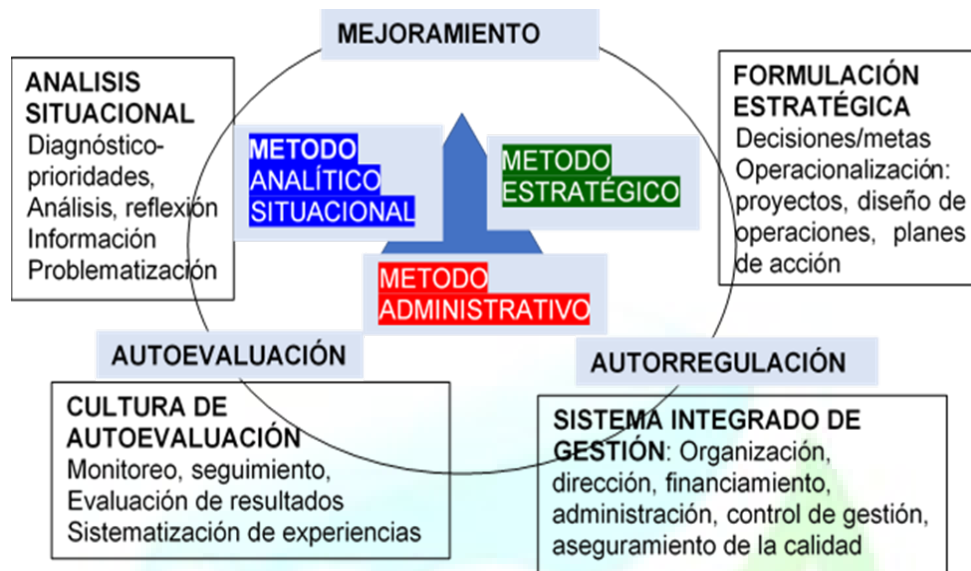 MEJORAMIENTO
ANALISIS
SITUACIONAL
Diagnóstico-
prioridades,
Análisis, reflexión
Información
Problematización
METODO
ANALÍTICO
SITUACIONAL
METODO
ESTRATÉGICO
FORMULACIÓN
ESTRATÉGICA
Decisiones/metas
Operacionalización:
proyectos, diseño de
operaciones, planes
de acción
METODO
ADMINISTRATIVO
AUTOEVALUACIÓN
AUTORREGULACIÓN
CULTURA DE
AUTOEVALUACIÓN
Monitoreo, seguimiento,
Evaluación de resultados
Sistematización de experiencias
SISTEMA INTEGRADO DE
GESTIÓN: Organización,
dirección, financiamiento,
administración, control de gestión,
aseguramiento de la calidad